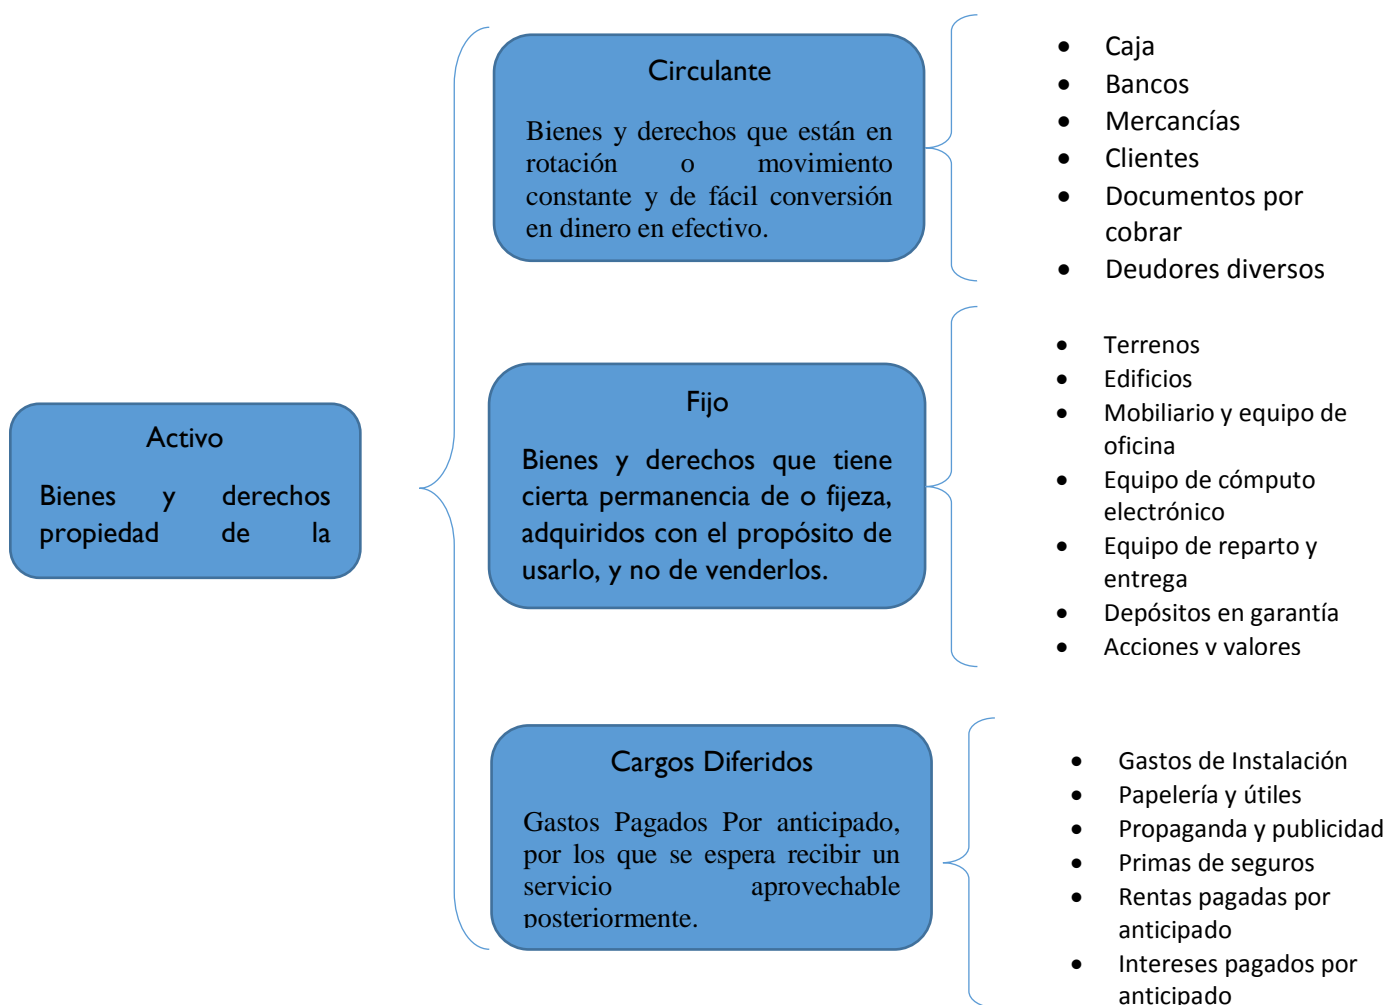 Activo
Bienes y derechos
propiedad de la
Circulante
Bienes y derechos que están en
rotación o movimiento
constante y de fácil conversión
en dinero en efectivo.
• Caja
• Bancos
• Mercancías
• Clientes
• Documentos por
cobrar
• Deudores diversos
Fijo
Bienes y derechos que tiene
cierta permanencia de o fijeza,
adquiridos con el propósito de
usarlo, y no de venderlos.
• Terrenos
• Edificios
• Mobiliario y equipo de
oficina
• Equipo de cómputo
electrónico
• Equipo de reparto y
entrega
• Depósitos en garantía
• Acciones y valores
Cargos Diferidos
Gastos Pagados Por anticipado,
por los que se espera recibir un
servicio aprovechable
posteriormente.
• Gastos de Instalación
• Papelería y útiles
• Propaganda y publicidad
• Primas de seguros
• Rentas pagadas por
anticipado
• Intereses pagados por
anticipado